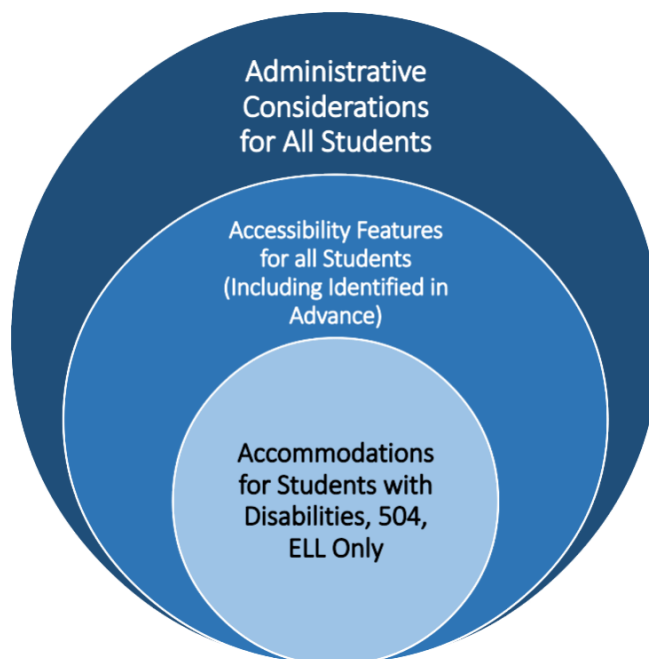 Administrative
Considerations
for All Students
Accessibility Features
for all Students
(Including Identified in
Advance)
Accommodations
for Students with
Disabilities, 504,
ELL Only